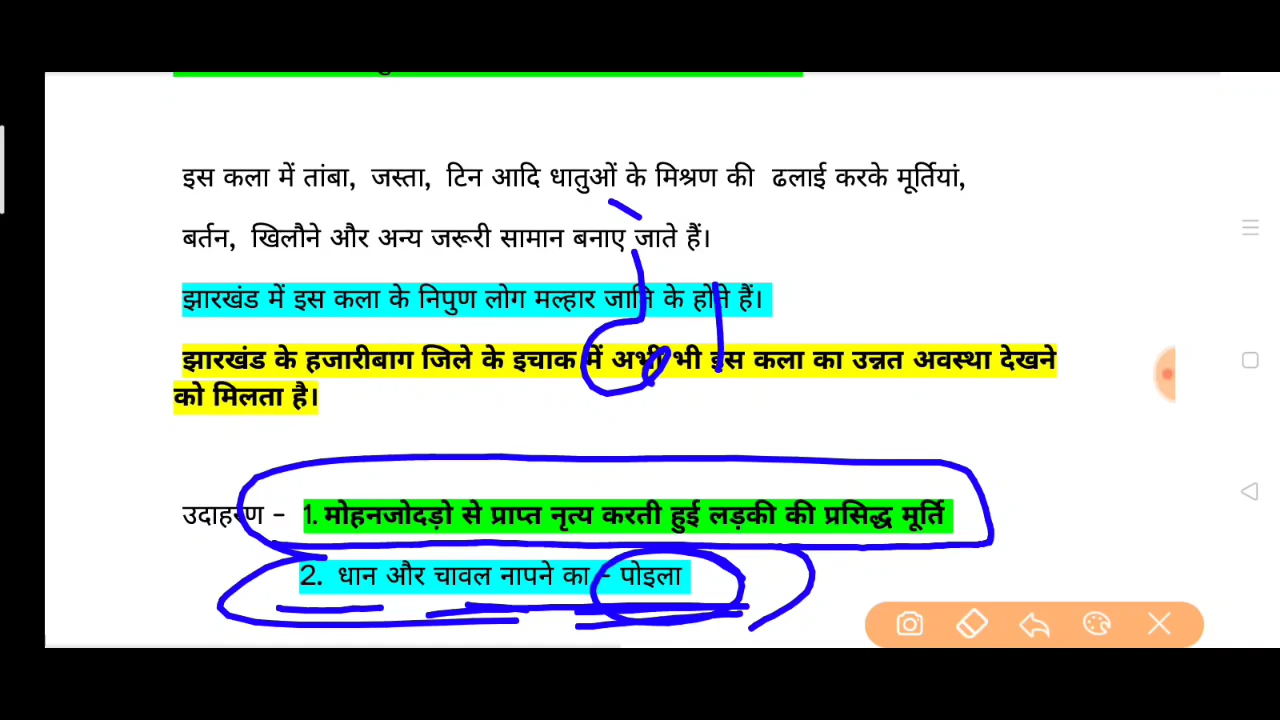 इस कला में तांबा, जस्ता, टिन आदि धातुओं के मिश्रण की ढलाई करके मूर्तियां,
बर्तन, खिलौने और अन्य जरूरी सामान बनाए जाते हैं।
झारखंड में इस कला के निपुण लोग मल्हार जाति के होते हैं।
झारखंड के हजारीबाग जिले के इचाक में अभी भी इस कला का उन्नत अवस्था देखने
को मिलता है।
उदाहरण - 1. मोहनजोदड़ो से प्राप्त नृत्य करती हुई लड़की की प्रसिद्ध मूर्ति
2. धान और चावल नापने का - पोइला